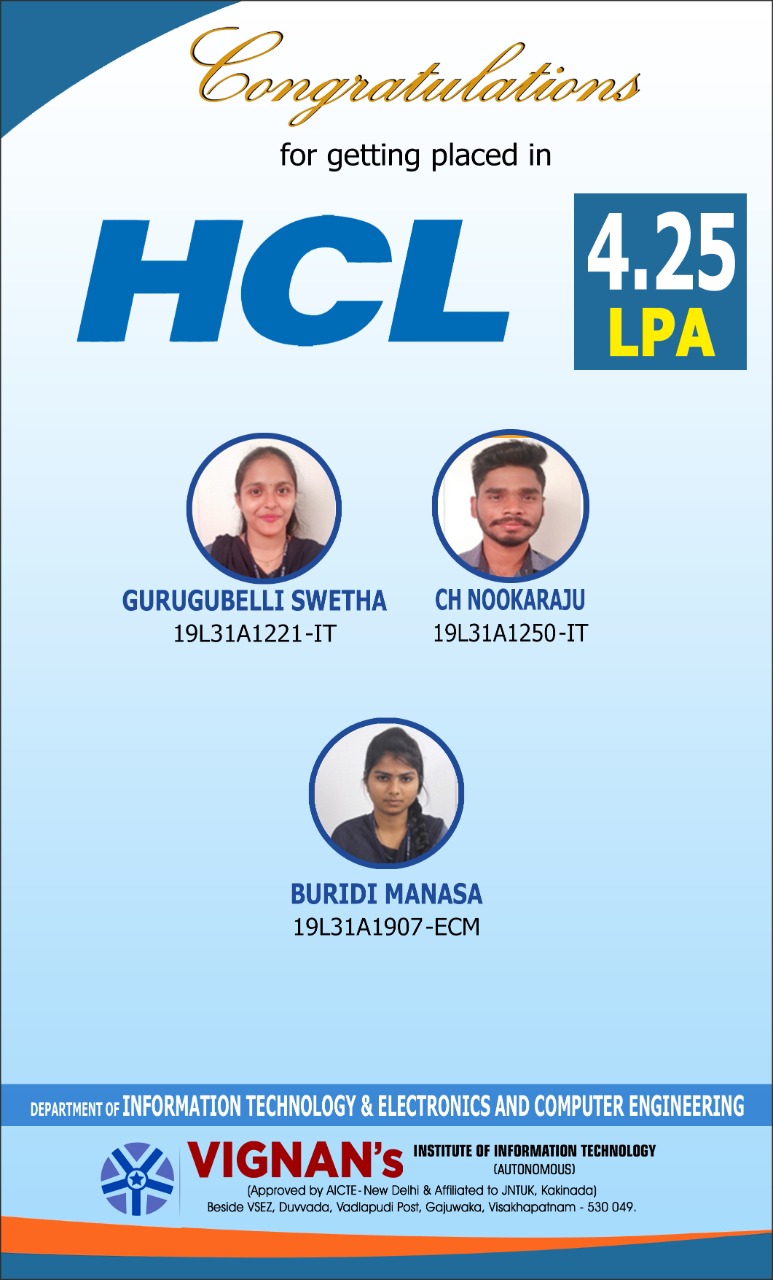 Congratulations
for getting placed in
HCL
4.25
LPA
GURUGUBELLI SWETHA
19L31A1221-IT
CH NOOKARAJU
19L31A1250-IT
BURIDI MANASA
19L31A1907-ECM
DEPARTMENT OF INFORMATION TECHNOLOGY & ELECTRONICS AND COMPUTER ENGINEERING
VIGNAN's INSTITUTE OF INFORMATION TECHNOLOGY
(AUTONOMOUS)
(Approved by AICTE-New Delhi & Affiliated to JNTUK, Kakinada)
Beside VSEZ, Duvvada, Vadlapudi Post, Gajuwaka, Visakhapatnam - 530 049.